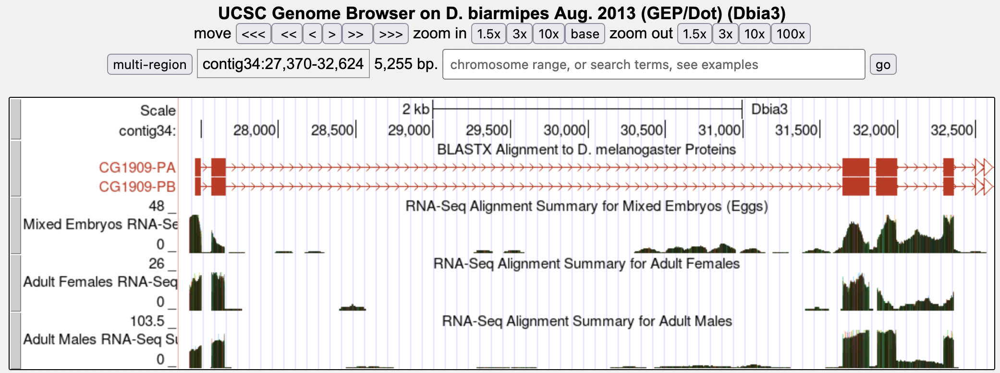 UCSC Genome Browser on D. biarmipes Aug. 2013 (GEP/Dot) (Dbia3)
move <<< << < > >> >>> zoom in 1.5x 3x 10x base zoom out 1.5x 3x 10x 100x
multi-region contig34:27,370-32,624 5,255 bp. chromosome range, or search terms, see examples go
Scale 2 kb Dbia3
contig34: 28,000 28,500 29,000 29,500 30,000 30,500 31,000 31,500 32,000 32,500
BLASTX Alignment to D. melanogaster Proteins
CG1909-PA
CG1909-PB
RNA-Seq Alignment Summary for Mixed Embryos (Eggs)
48 _
Mixed Embryos RNA-Se
0 _
RNA-Seq Alignment Summary for Adult Females
26 _
Adult Females RNA-Seq
0 _
RNA-Seq Alignment Summary for Adult Males
103.5 _
Adult Males RNA-Seq Su
0 _